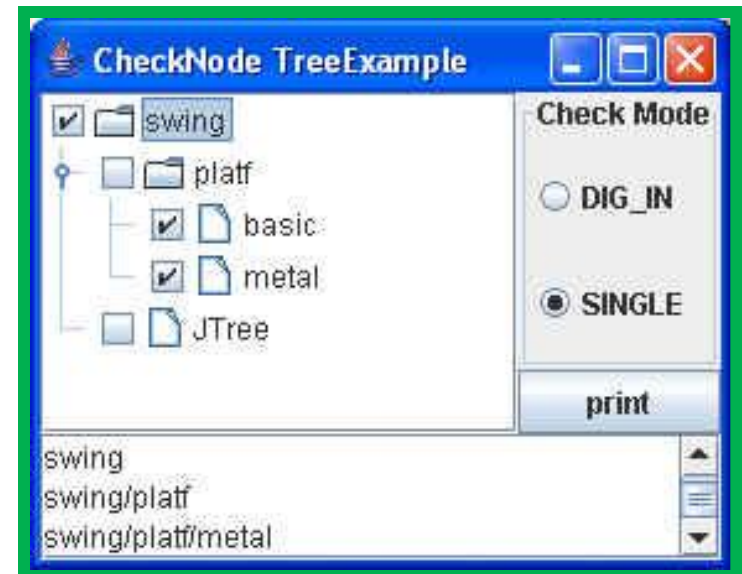 CheckNode TreeExample
swing
platf
basic
metal
JTree
Check Mode
DIG_IN
SINGLE
print
swing
swing/platf
swing/platf/metal